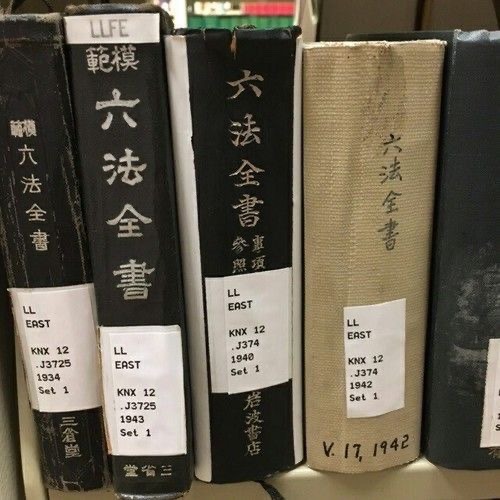 範模
六法全書
LL
EAST
KNX 12
.J3725
1934
Set 1
三省堂
LLFE
範模
六法全書
LL
EAST
KNX 12
.J3725
1943
Set 1
堂省三
六法全書
事項
參照
LL
EAST
KNX 12
.J374
1940
Set 1
岩波書店
六法全書
LL
EAST
KNX 12
.J374
1942
Set 1
V. 17, 1942